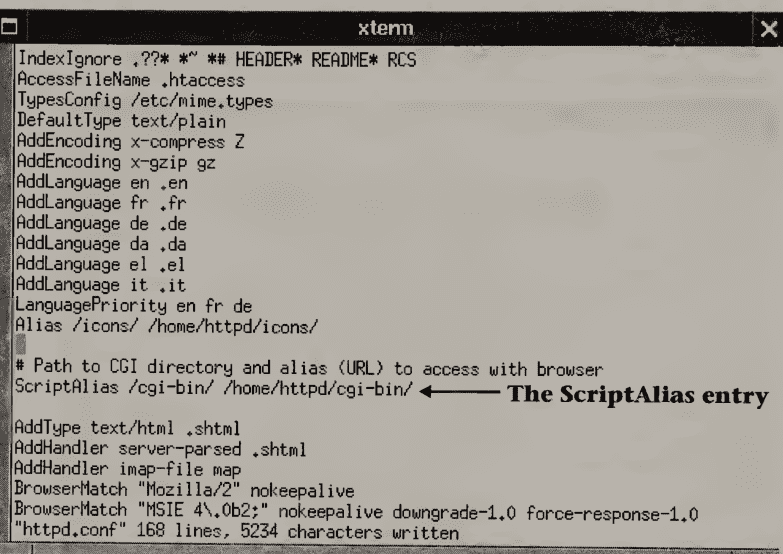 xterm
IndexIgnore .??* *~ *# HEADER* README* RCS
AccessFileName .htaccess
TypesConfig /etc/mime.types
DefaultType text/plain
AddEncoding x-compress Z
AddEncoding x-gzip gz
AddLanguage en .en
AddLanguage fr .fr
AddLanguage de .de
AddLanguage da .da
AddLanguage el .el
AddLanguage it .it
LanguagePriority en fr de
Alias /icons/ /home/httpd/icons/
# Path to CGI directory and alias (URL) to access with browser
ScriptAlias /cgi-bin/ /home/httpd/cgi-bin/ The ScriptAlias entry
AddType text/html .shtml
AddHandler server-parsed .shtml
AddHandler imap-file map
BrowserMatch "Mozilla/2" nokeepalive
BrowserMatch "MSIE 4\.0b2;" nokeepalive downgrade-1.0 force-response-1.0
"httpd.conf" 168 lines, 5234 characters written